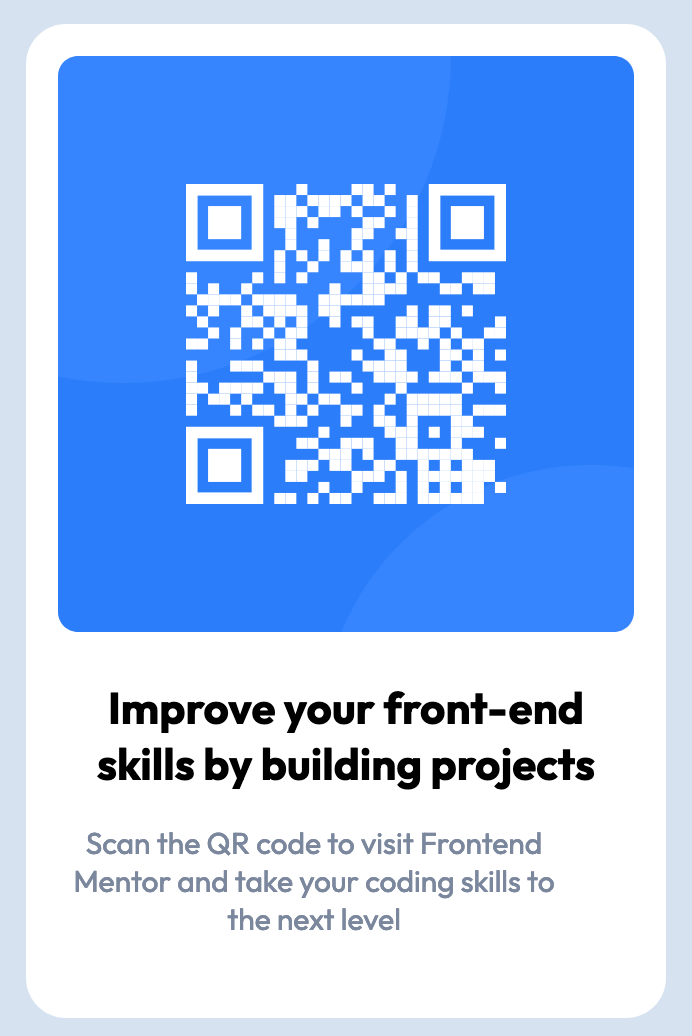 Improve your front-end
skills by building projects
Scan the QR code to visit Frontend
Mentor and take your coding skills to
the next level